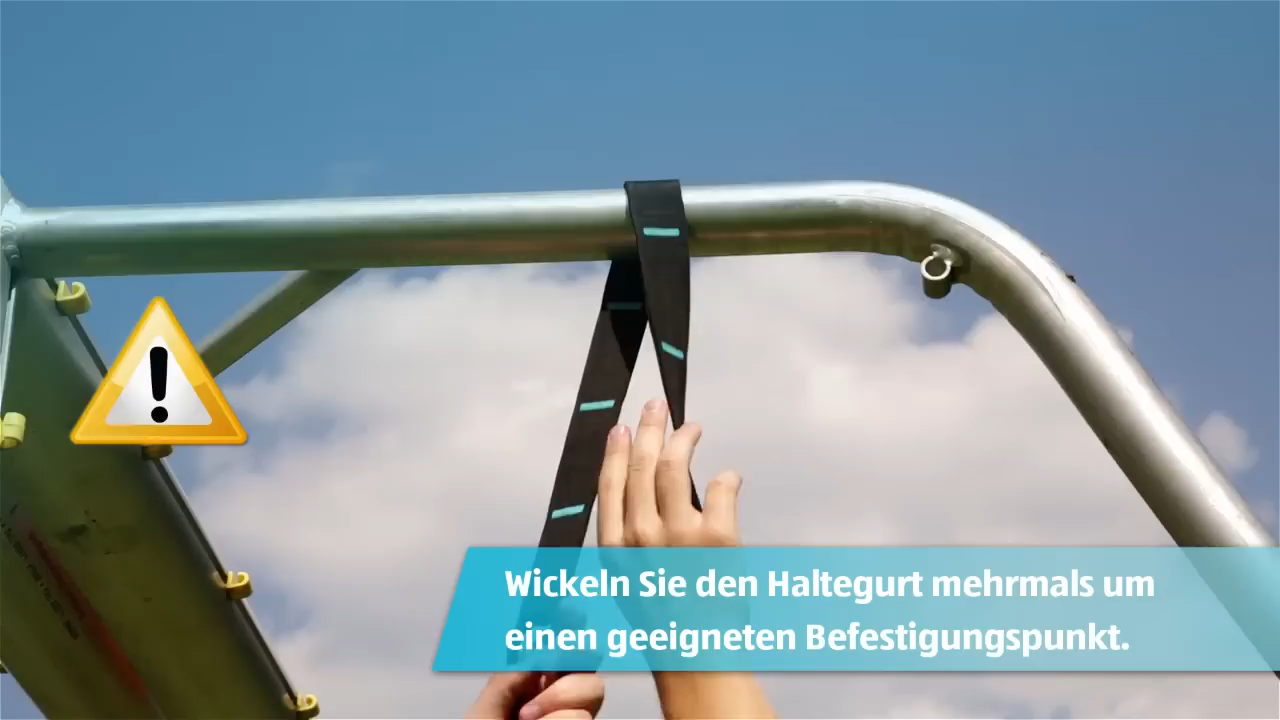 Wickeln Sie den Haltegurt mehrmals um
einen geeigneten Befestigungspunkt.